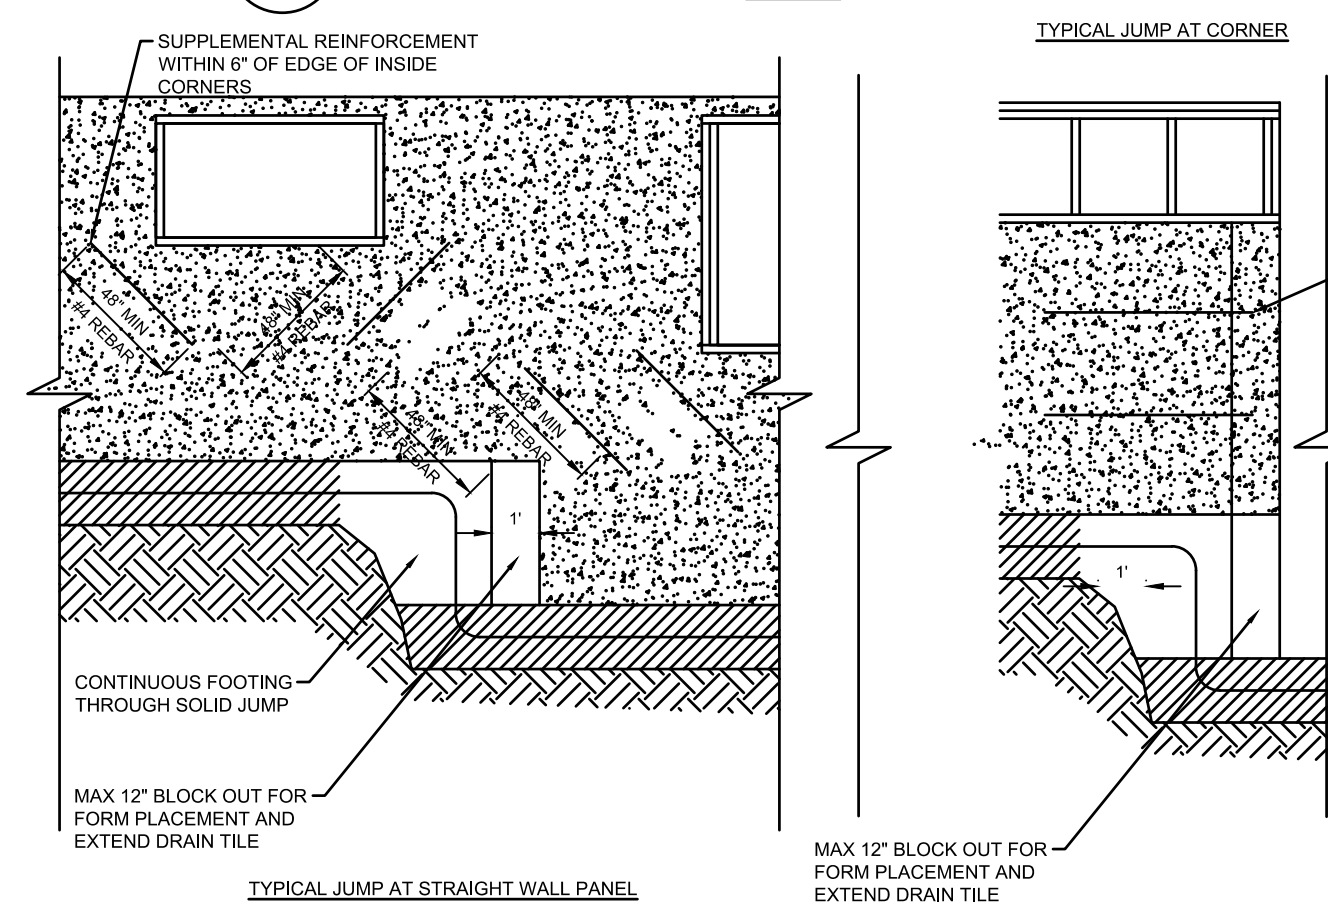 TYPICAL JUMP AT CORNER
SUPPLEMENTAL REINFORCEMENT
WITHIN 6" OF EDGE OF INSIDE
CORNERS
48" MIN
#4 REBAR
48" MIN
#4 REBAR
48" MIN
#4 REBAR
48" MIN
#4 REBAR
1'
1'
CONTINUOUS FOOTING
THROUGH SOLID JUMP
MAX 12" BLOCK OUT FOR
FORM PLACEMENT AND
EXTEND DRAIN TILE
MAX 12" BLOCK OUT FOR
FORM PLACEMENT AND
EXTEND DRAIN TILE
TYPICAL JUMP AT STRAIGHT WALL PANEL